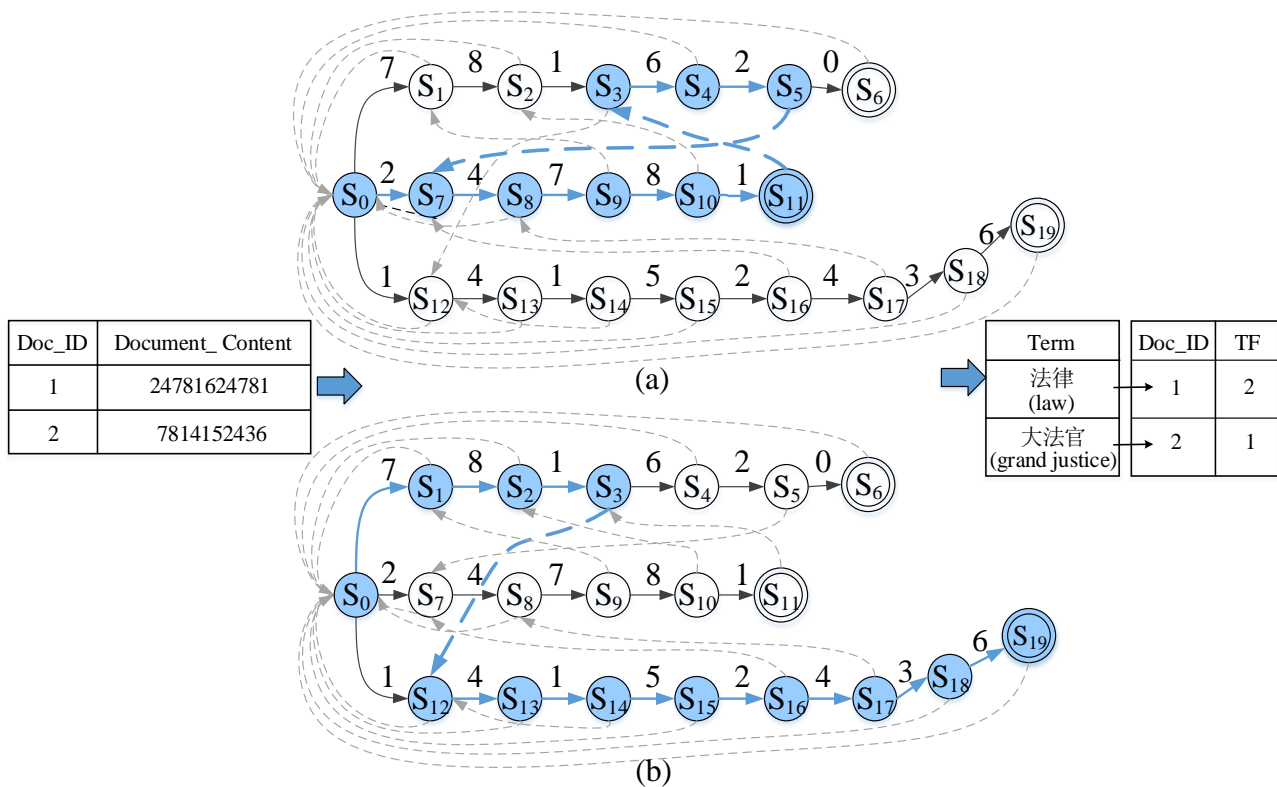 7 8 1 6 2 0
S1 S2 S3 S4 S5 S6
2 4 7 8 1
S0 S7 S8 S9 S10 S11
1 4 1 5 2 4 3 6
S12 S13 S14 S15 S16 S17 S18 S19
(a)
Doc_ID Document_ Content
1 24781624781
2 7814152436
Term Doc_ID TF
法律
(law) 1 2
大法官
(grand justice) 2 1
7 8 1 6 2 0
S1 S2 S3 S4 S5 S6
2 4 7 8 1
S0 S7 S8 S9 S10 S11
1 4 1 5 2 4 3 6
S12 S13 S14 S15 S16 S17 S18 S19
(b)